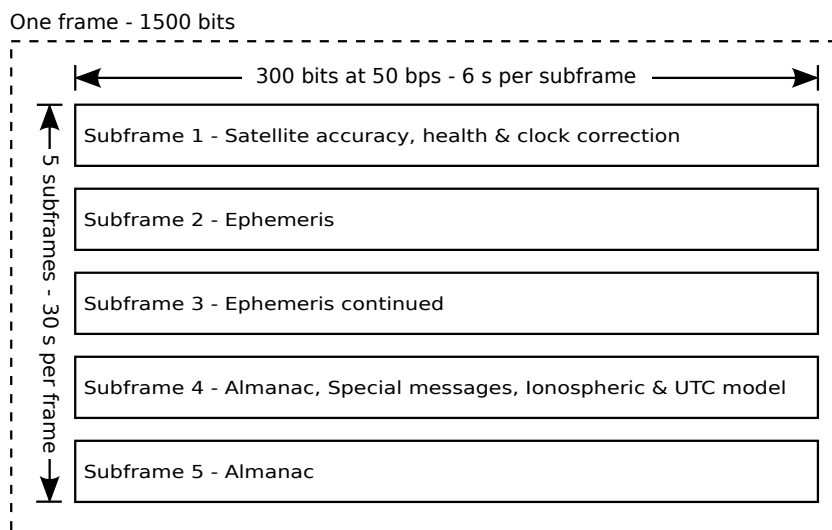 One frame - 1500 bits
300 bits at 50 bps - 6 s per subframe
5 subframes - 30 s per frame
Subframe 1 - Satellite accuracy, health & clock correction
Subframe 2 - Ephemeris
Subframe 3 - Ephemeris continued
Subframe 4 - Almanac, Special messages, Ionospheric & UTC model
Subframe 5 - Almanac